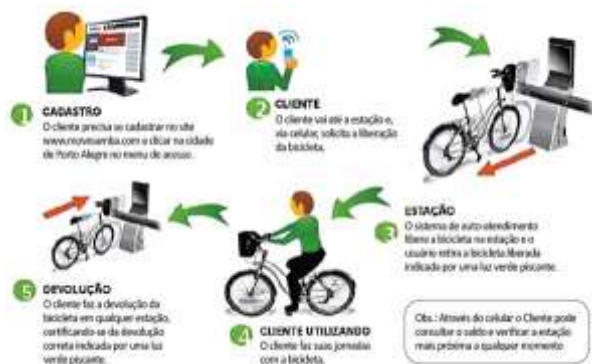 1 CADASTRO
O cliente precisa se cadastrar no site
www.movesamba.com e clicar na cidade
de Porto Alegre no menu de acesso.
2 CLIENTE
O cliente vai até a estação e,
via celular, solicita a liberação
da bicicleta.
3 ESTAÇÃO
O sistema de auto-atendimento
libera a bicicleta na estação e o
usuário retira a bicicleta liberada
indicada por uma luz verde piscante.
4 CLIENTE UTILIZANDO
O cliente faz suas jornadas
com a bicicleta.
5 DEVOLUÇÃO
O cliente faz a devolução da
bicicleta em qualquer estação,
certificando-se da devolução
correta indicada por uma luz
verde piscante.
Obs.: Através do celular o Cliente pode
consultar o saldo e verificar a estação
mais próxima a qualquer momento